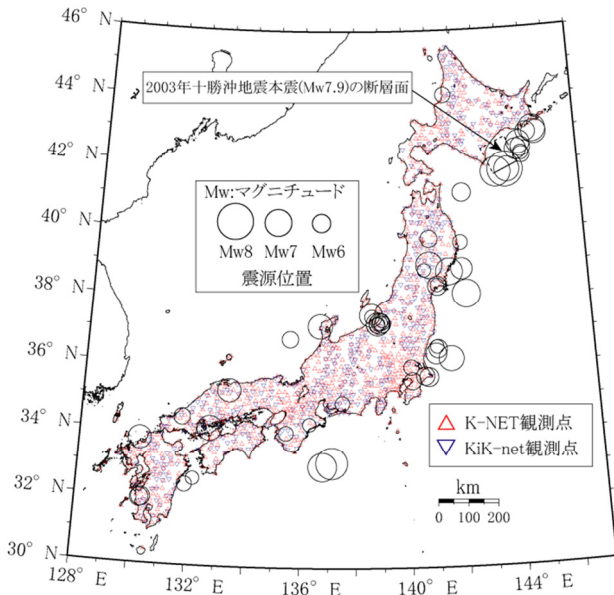 46° N
44° N
42° N
40° N
38° N
36° N
34° N
32° N
30° N
2003年十勝沖地震本震(Mw7.9)の断層面
Mw:マグニチュード
Mw8 Mw7 Mw6
震源位置
K-NET観測点
KiK-net観測点
km
0 100 200
128° E 132° E 136° E 140° E 144° E